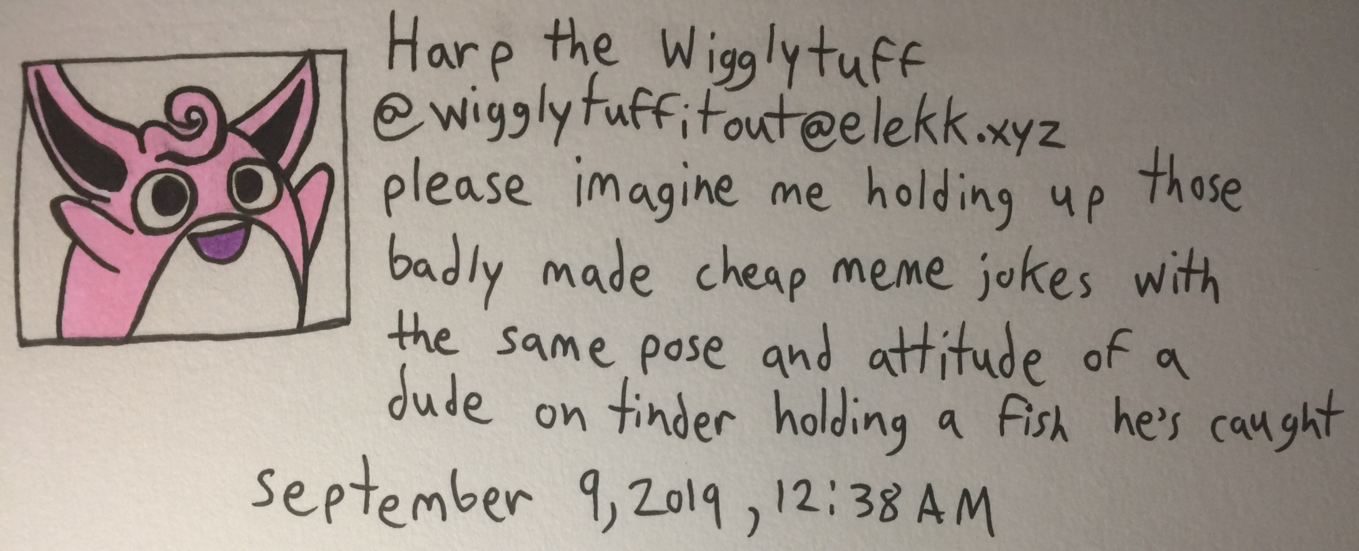 Harp the Wigglytuff
@wigglytuffitout@elekk.xyz
please imagine me holding up those
badly made cheap meme jokes with
the same pose and attitude of a
dude on tinder holding a fish he's caught
september 9, 2019, 12:38 AM